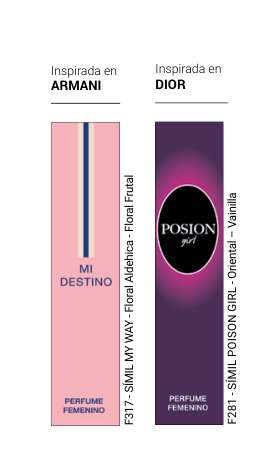 Inspirada en
ARMANI
MI
DESTINO
PERFUME
FEMENINO
F317 - SÍMIL MY WAY - Floral Aldehica - Floral Frutal
Inspirada en
DIOR
POSION
girl
PERFUME
FEMENINO
F281 - SÍMIL POISON GIRL - Oriental – Vainilla